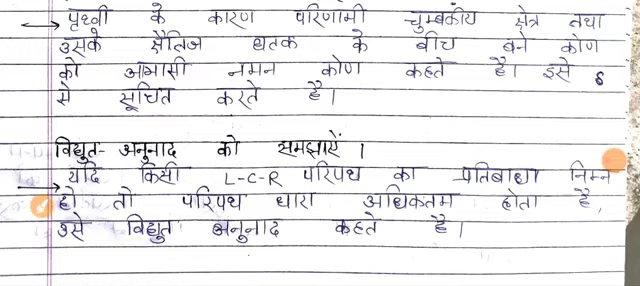 → पृथ्वी के कारण परिणामी चुम्बकीय क्षेत्र तथा
उसके क्षैतिज घटक के बीच बने कोण
को आभासी नमन कोण कहते है। इसे δ
से सूचित करते है।
विद्युत-अनुनाद को समझाऐं।
→ यदि किसी L-C-R परिपथ का प्रतिबाधा निम्न
हो तो परिपथ धारा अधिकतम होता है,
उसे विद्युत अनुनाद कहते है।